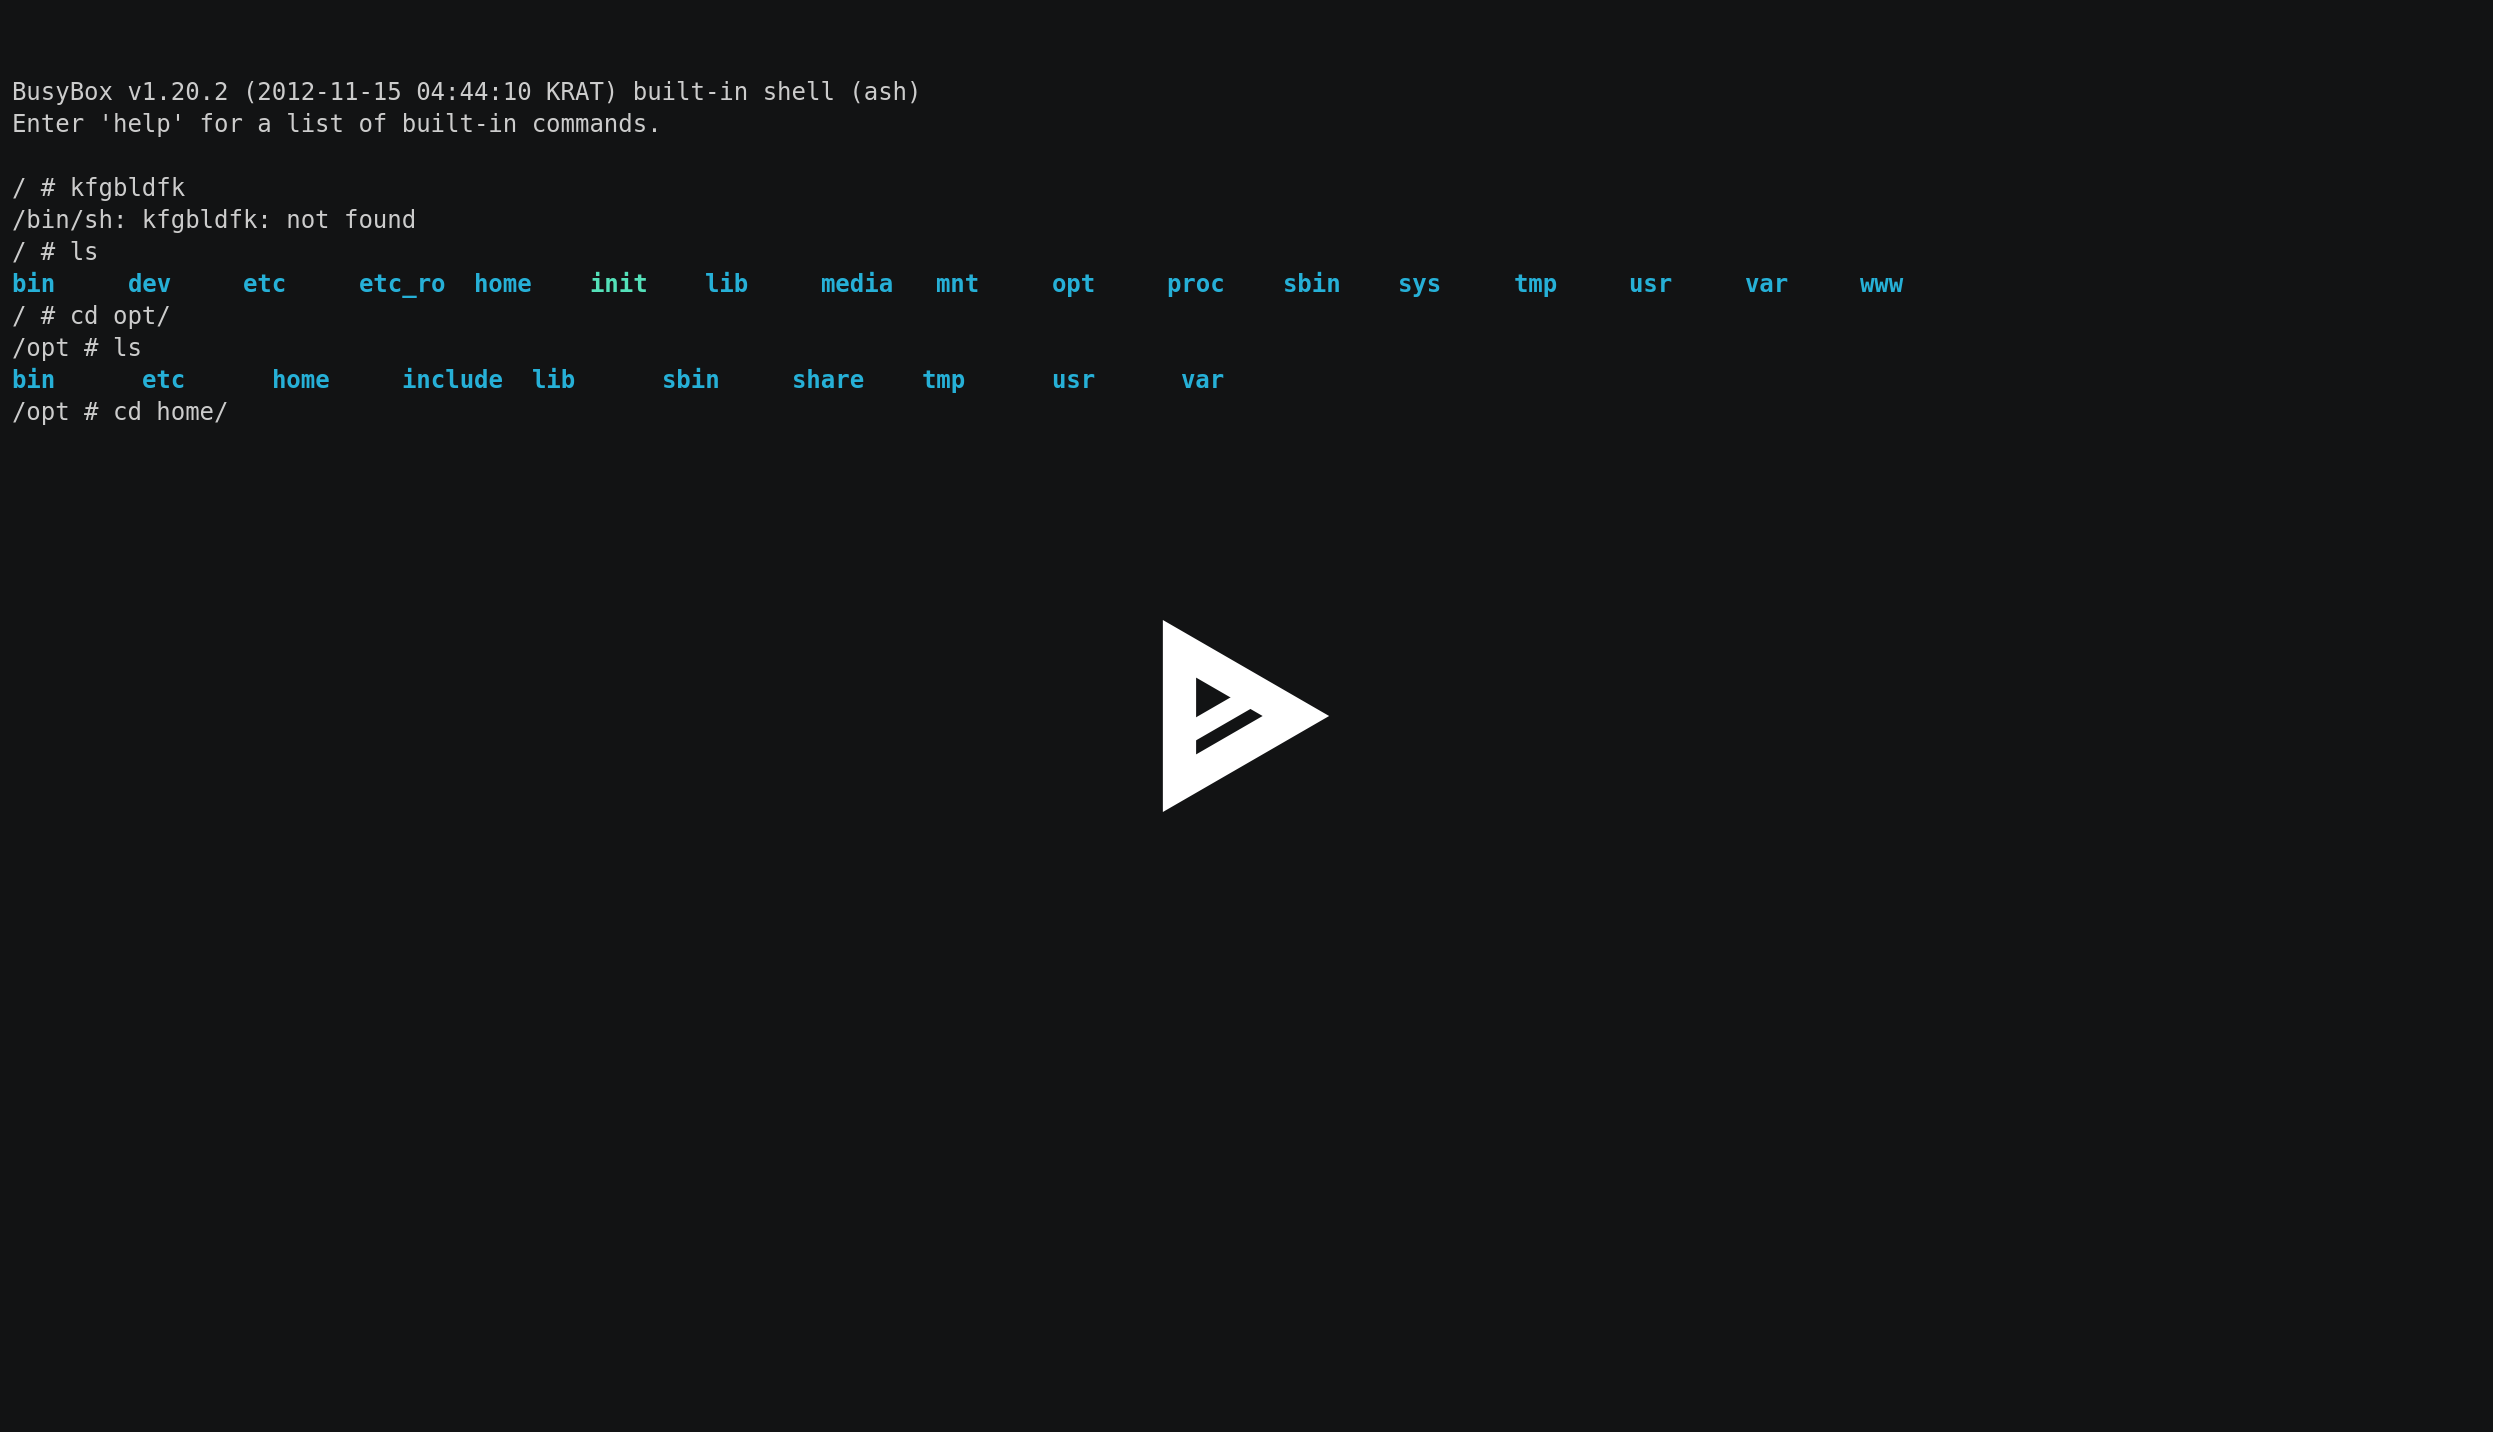 BusyBox v1.20.2 (2012-11-15 04:44:10 KRAT) built-in shell (ash)
Enter 'help' for a list of built-in commands.
/ # kfgbldfk
/bin/sh: kfgbldfk: not found
/ # ls
bin     dev     etc     etc_ro  home    init    lib     media   mnt     opt     proc    sbin    sys     tmp     usr     var     www
/ # cd opt/
/opt # ls
bin      etc      home     include  lib      sbin     share    tmp      usr      var
/opt # cd home/